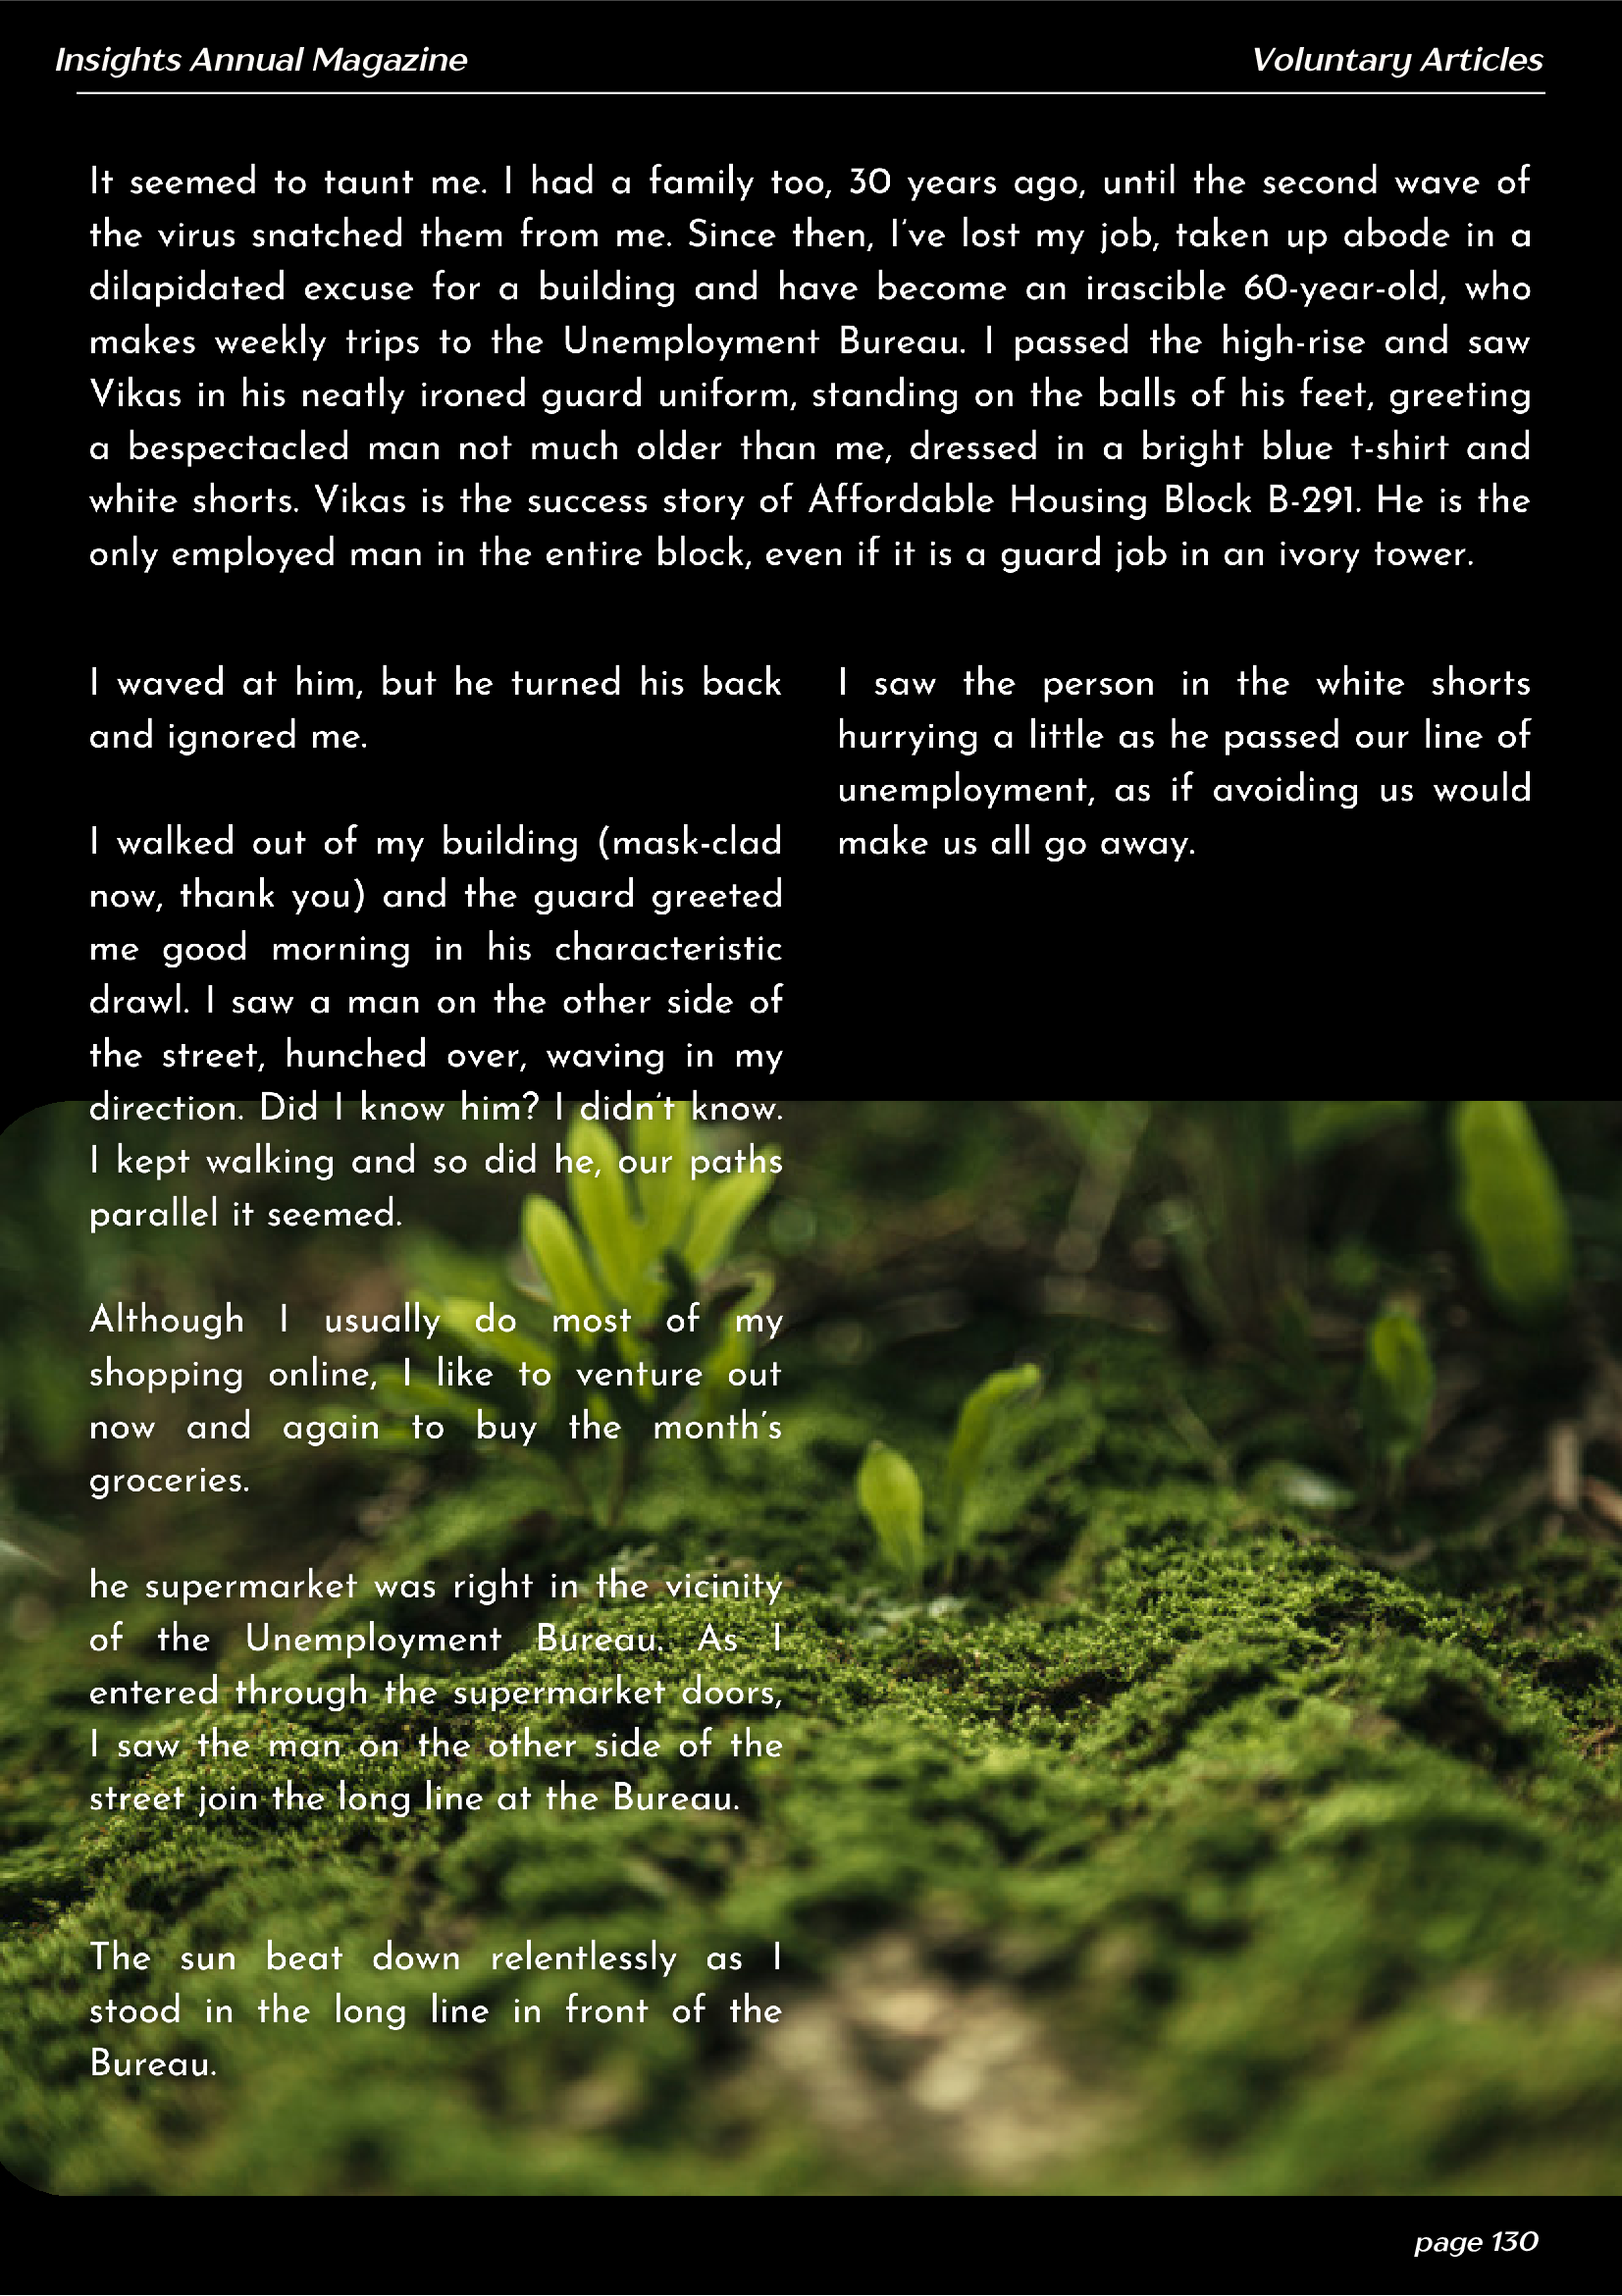 Insights Annual Magazine
Voluntary Articles
It seemed to taunt me. I had a family too, 30 years ago, until the second wave of
the virus snatched them from me. Since then, I've lost my job, taken up abode in a
dilapidated excuse for a building and have become an irascible 60-year-old, who
makes weekly trips to the Unemployment Bureau. I passed the high-rise and saw
Vikas in his neatly ironed guard uniform, standing on the balls of his feet, greeting
a bespectacled man not much older than me, dressed in a bright blue t-shirt and
white shorts. Vikas is the success story of Affordable Housing Block B-291. He is the
only employed man in the entire block, even if it is a guard job in an ivory tower.
I waved at him, but he turned his back
and ignored me.
I walked out of my building (mask-clad
now, thank you) and the guard greeted
me good morning in his characteristic
drawl. I saw a man on the other side of
the street, hunched over, waving in my
direction. Did I know him? I didn't know.
I kept walking and so did he, our paths
parallel it seemed.
Although I usually do most of my
shopping online, I like to venture out
now and again to buy the month's
groceries.
he supermarket was right in the vicinity
of the Unemployment Bureau. As I
entered through the supermarket doors,
I saw the man on the other side of the
street join the long line at the Bureau.
The sun beat down relentlessly as I
stood in the long line in front of the
Bureau.
I saw the person in the white shorts
hurrying a little as he passed our line of
unemployment, as if avoiding us would
make us all go away.
page 130